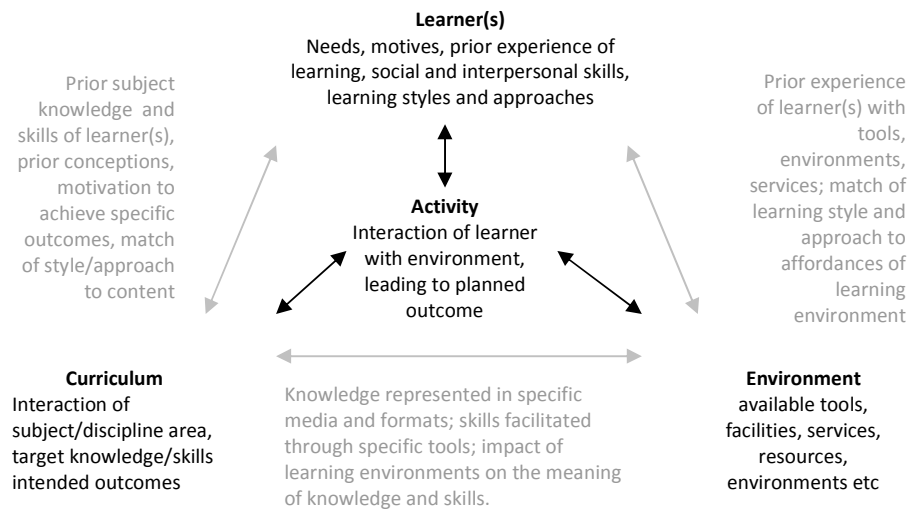 Learner(s)
Needs, motives, prior experience of
learning, social and interpersonal skills,
learning styles and approaches
Prior subject
knowledge and
skills of learner(s),
prior conceptions,
motivation to
achieve specific
outcomes, match
of style/approach
to content
Prior experience
of learner(s) with
tools,
environments,
services; match of
learning style and
approach to
affordances of
learning
environment
Activity
Interaction of learner
with environment,
leading to planned
outcome
Curriculum
Interaction of
subject/discipline area,
target knowledge/skills
intended outcomes
Knowledge represented in specific
media and formats; skills facilitated
through specific tools; impact of
learning environments on the meaning
of knowledge and skills.
Environment
available tools,
facilities, services,
resources,
environments etc